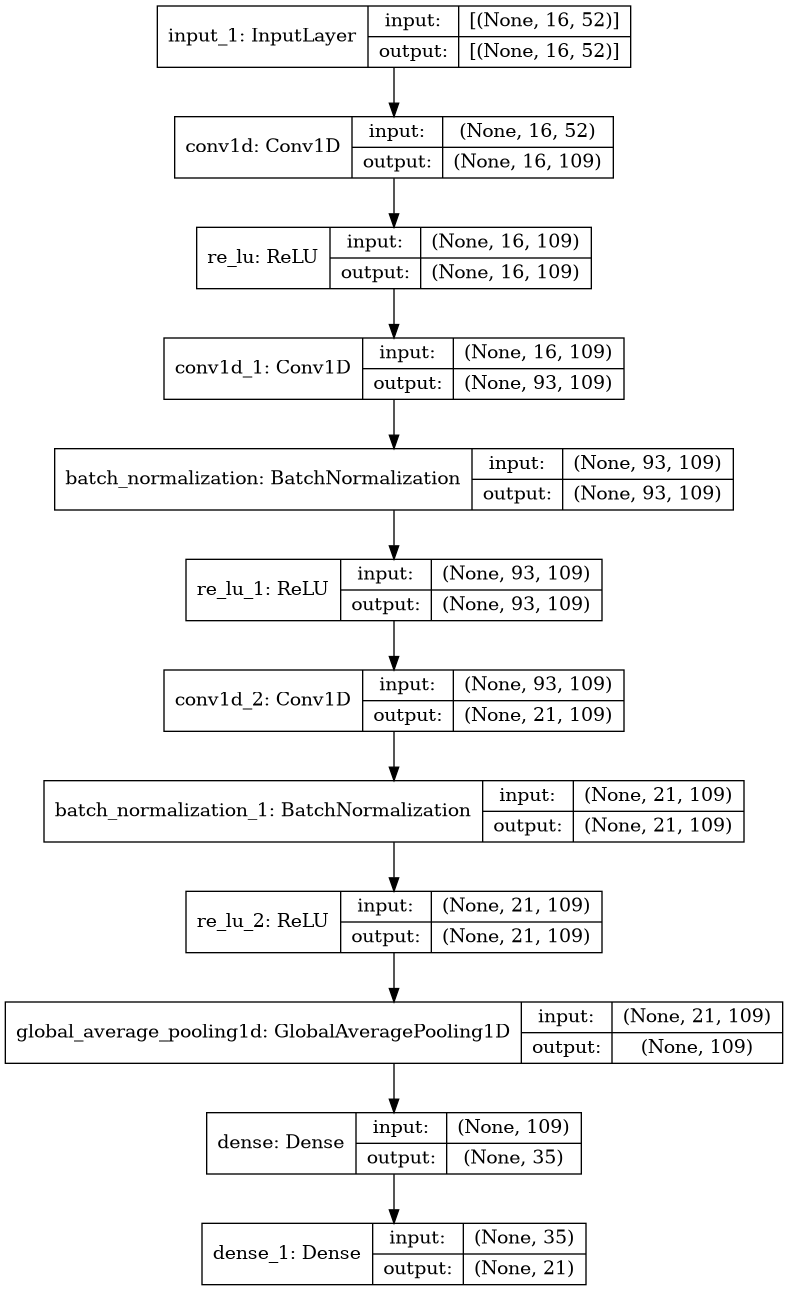 input_1: InputLayer
input: [(None, 16, 52)]
output: [(None, 16, 52)]
conv1d: Conv1D
input: (None, 16, 52)
output: (None, 16, 109)
re_lu: ReLU
input: (None, 16, 109)
output: (None, 16, 109)
conv1d_1: Conv1D
input: (None, 16, 109)
output: (None, 93, 109)
batch_normalization: BatchNormalization
input: (None, 93, 109)
output: (None, 93, 109)
re_lu_1: ReLU
input: (None, 93, 109)
output: (None, 93, 109)
conv1d_2: Conv1D
input: (None, 93, 109)
output: (None, 21, 109)
batch_normalization_1: BatchNormalization
input: (None, 21, 109)
output: (None, 21, 109)
re_lu_2: ReLU
input: (None, 21, 109)
output: (None, 21, 109)
global_average_pooling1d: GlobalAveragePooling1D
input: (None, 21, 109)
output: (None, 109)
dense: Dense
input: (None, 109)
output: (None, 35)
dense_1: Dense
input: (None, 35)
output: (None, 21)